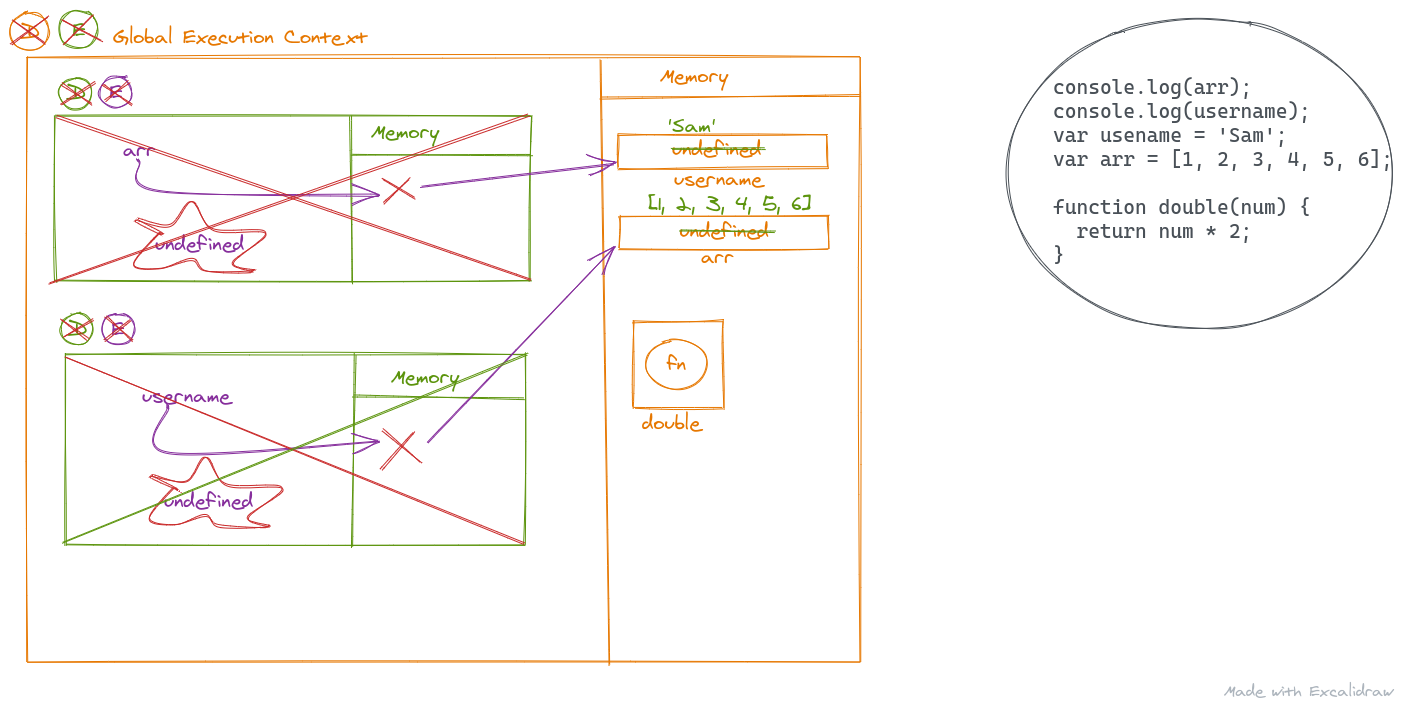 D E Global Execution Context
D E
Memory
arr
undefined
D E
Memory
username
undefined
Memory
'Sam'
undefined
username
[1, 2, 3, 4, 5, 6]
undefined
arr
fn
double
console.log(arr);
console.log(username);
var usename = 'Sam';
var arr = [1, 2, 3, 4, 5, 6];
function double(num) {
  return num * 2;
}
Made with Excalidraw